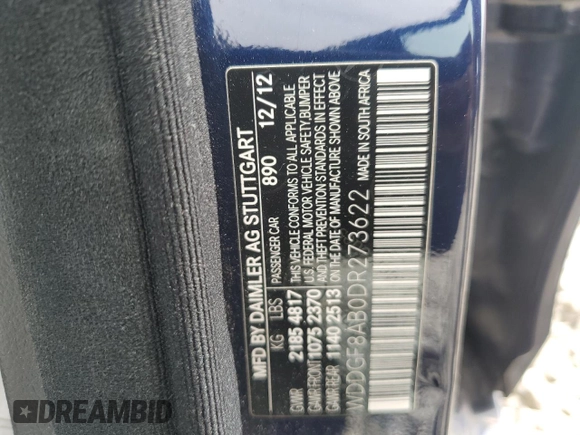 MFD BY DAIMLER AG STUTTGART
890 12/12
PASSENGER CAR
KG LBS
GVWR 2185 4817
GAWR FRONT 1075 2370
GAWR REAR 1140 2513
THIS VEHICLE CONFORMS TO ALL APPLICABLE
U.S. FEDERAL MOTOR VEHICLE SAFETY, BUMPER
AND THEFT PREVENTION STANDARDS IN EFFECT
ON THE DATE OF MANUFACTURE SHOWN ABOVE
WDDGF8AB0DR273622
MADE IN SOUTH AFRICA
DREAMBID